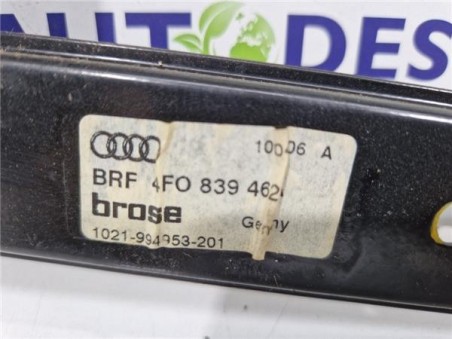 AUTODES
10006 A
BRF 4F0 839 462
brose
Germany
1021-994953-201